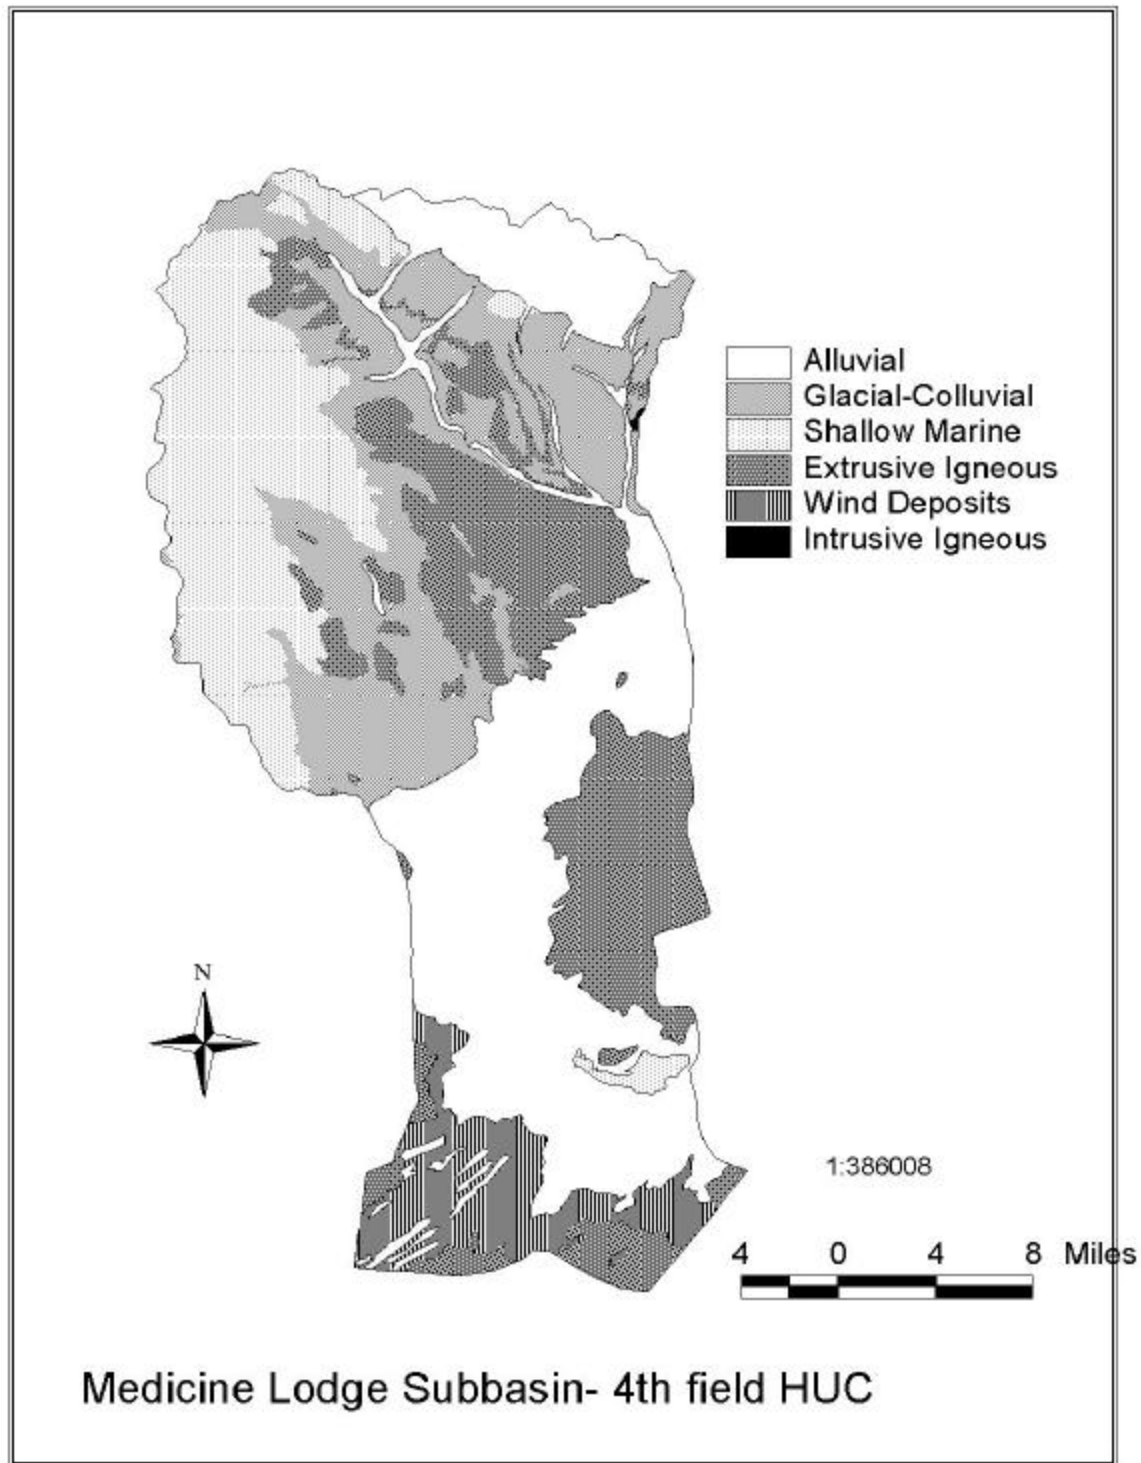 Alluvial
Glacial-Colluvial
Shallow Marine
Extrusive Igneous
Wind Deposits
Intrusive Igneous
N
1:386008
4 0 4 8 Miles
Medicine Lodge Subbasin- 4th field HUC